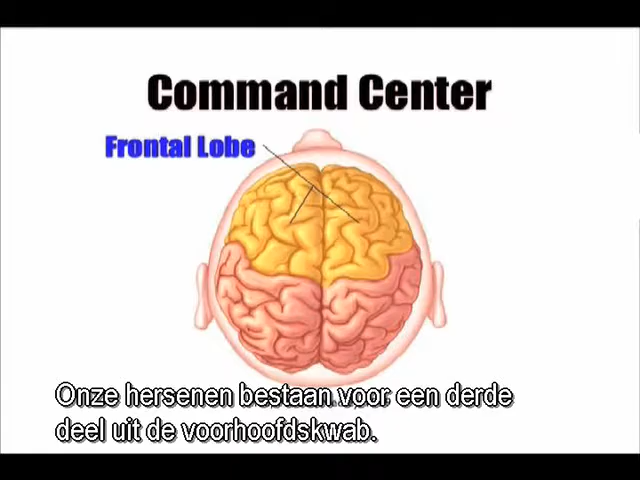 Command Center
Frontal Lobe
Onze hersenen bestaan voor een derde
deel uit de voorhoofdskwab.